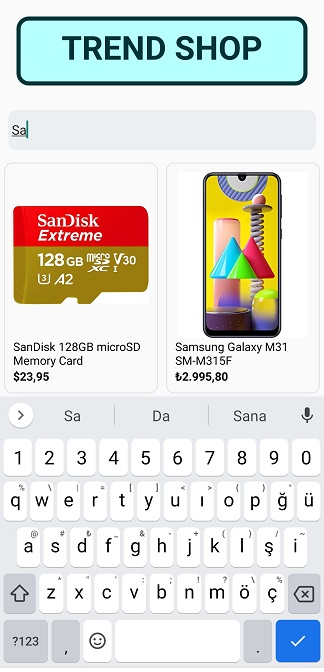 TREND SHOP
Sa
SanDisk
Extreme
128GB micro SD XC I V30
U3 A2
SanDisk 128GB microSD
Memory Card
$23,95
Samsung Galaxy M31
SM-M315F
₺2.995,80
Sa Da Sana
1 2 3 4 5 6 7 8 9 0
q w e r t y u ı o p ğ ü
a s d f g h j k l ş i
z x c v b n m ö ç
?123 , .